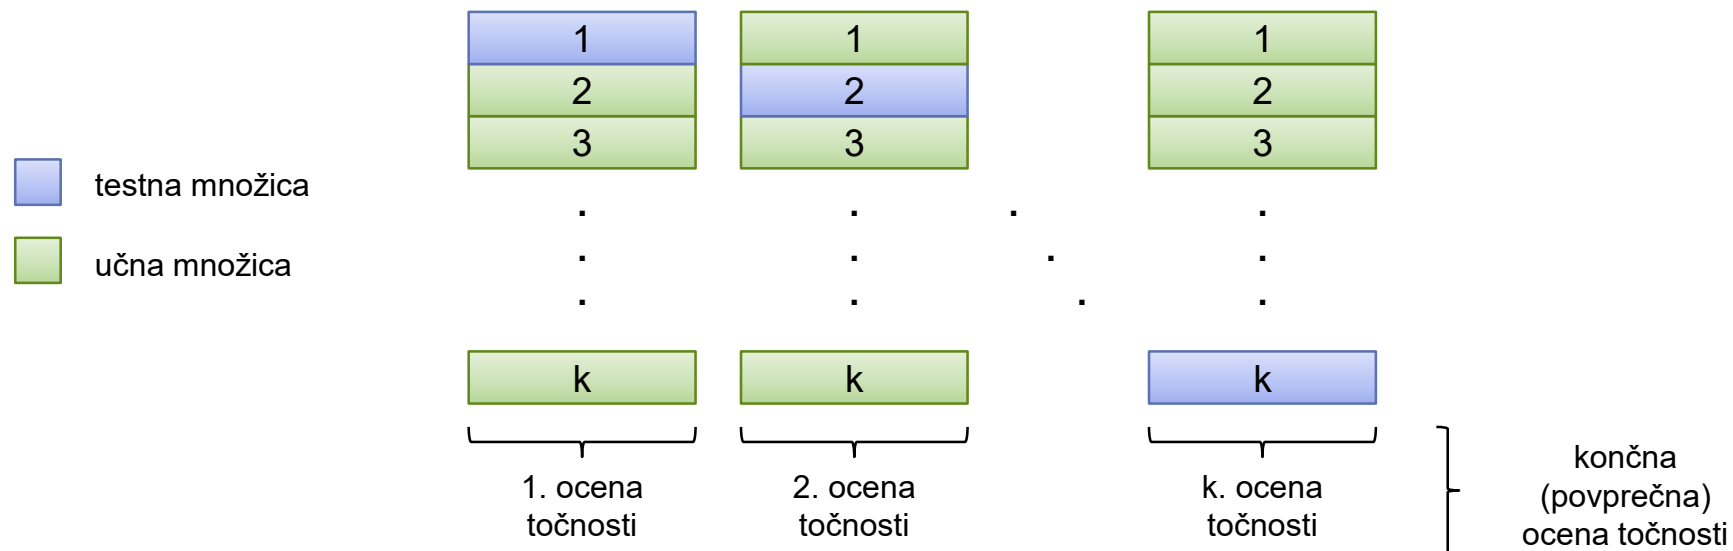 1 1 1
2 2 2
3 3 3
testna množica
učna množica
. . . .
. . . .
. . . .
k k k
1. ocena
točnosti
2. ocena
točnosti
k. ocena
točnosti
končna
(povprečna)
ocena točnosti